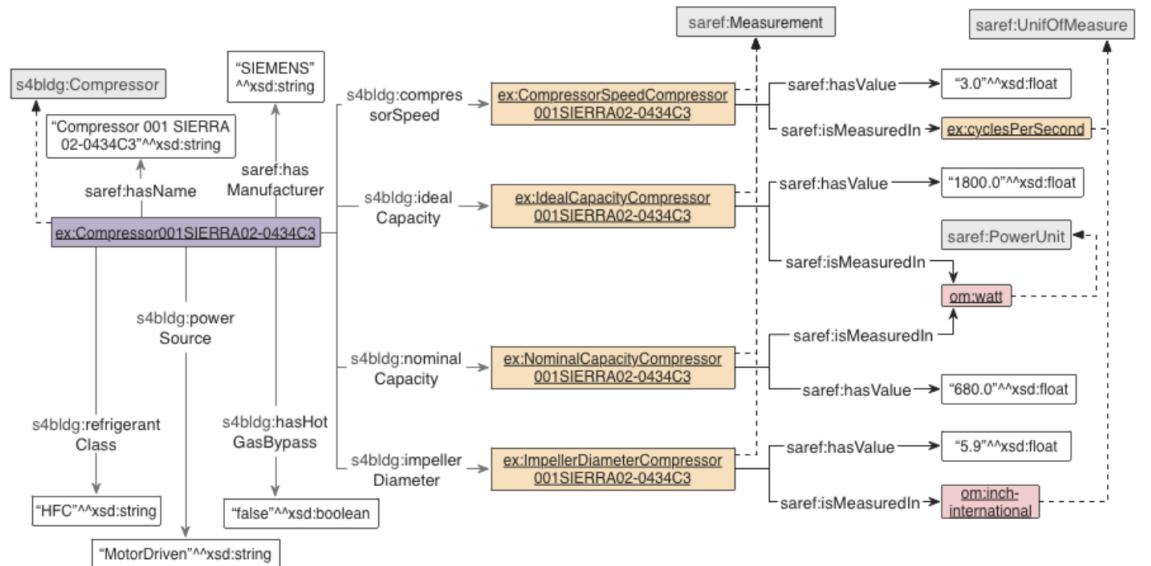 saref:Measurement
saref:UnifOfMeasure
s4bldg:Compressor
“SIEMENS”
^^xsd:string
“Compressor 001 SIERRA
02-0434C3”^^xsd:string
saref:hasName
saref:has
Manufacturer
ex:Compressor001SIERRA02-0434C3
s4bldg:compres
sorSpeed
ex:CompressorSpeedCompressor
001SIERRA02-0434C3
saref:hasValue
“3.0”^^xsd:float
saref:isMeasuredIn
ex:cyclesPerSecond
s4bldg:ideal
Capacity
ex:IdealCapacityCompressor
001SIERRA02-0434C3
saref:hasValue
“1800.0”^^xsd:float
saref:PowerUnit
saref:isMeasuredIn
om:watt
s4bldg:power
Source
s4bldg:nominal
Capacity
ex:NominalCapacityCompressor
001SIERRA02-0434C3
saref:isMeasuredIn
saref:hasValue
“680.0”^^xsd:float
s4bldg:refrigerant
Class
s4bldg:hasHot
GasBypass
s4bldg:impeller
Diameter
ex:ImpellerDiameterCompressor
001SIERRA02-0434C3
saref:hasValue
“5.9”^^xsd:float
saref:isMeasuredIn
om:inch-
international
“HFC”^^xsd:string
“false”^^xsd:boolean
“MotorDriven”^^xsd:string